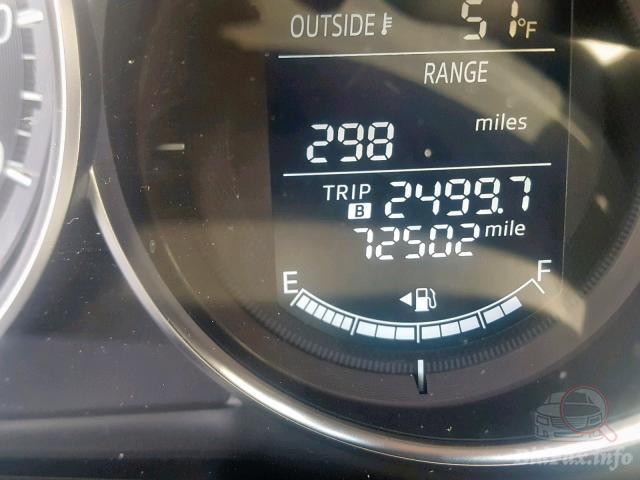 OUTSIDE 51°F
RANGE
miles
298
TRIP B 2499.7
72502 mile
E F